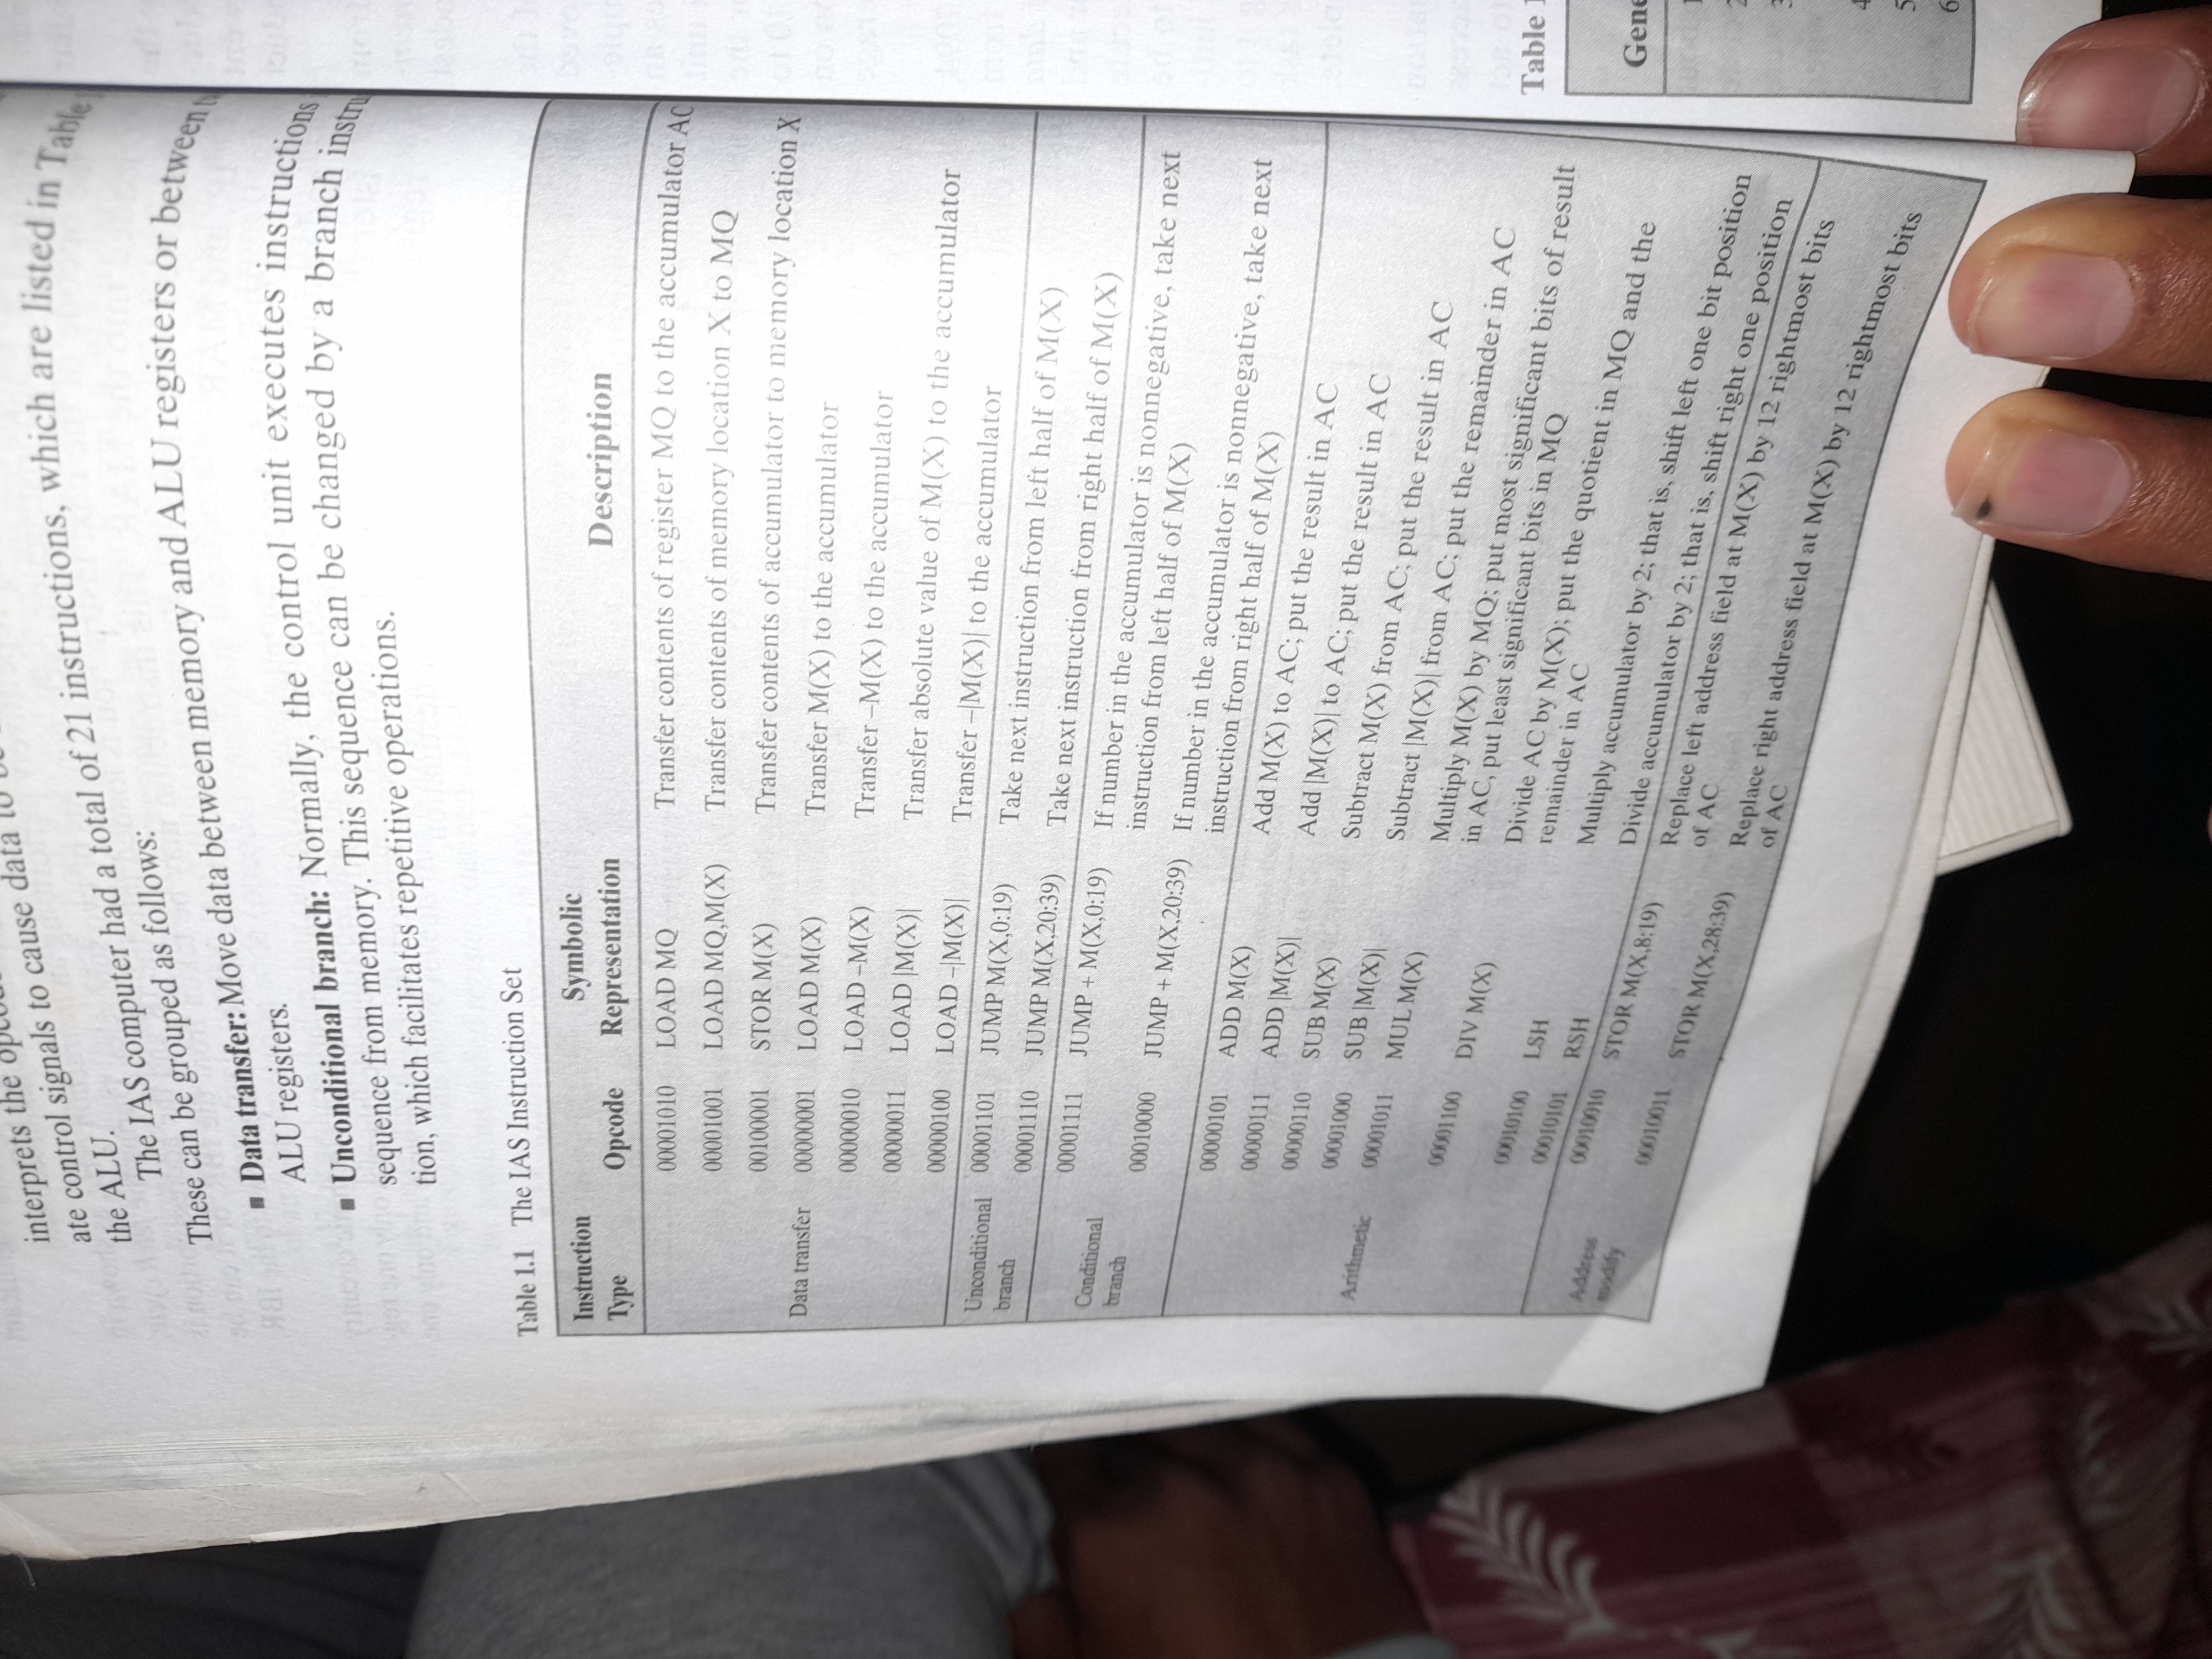 interprets the
ate control signals to cause data to
the ALU.
The IAS computer had a total of 21 instructions, which are listed in Table
These can be grouped as follows:
■ Data transfer: Move data between memory and ALU registers or between
ALU registers.
■ Unconditional branch: Normally, the control unit executes instructions
sequence from memory. This sequence can be changed by a branch instru
tion, which facilitates repetitive operations.
Table 1.1 The IAS Instruction Set
Instruction Type Opcode Symbolic Representation Description
Data transfer
00001010 LOAD MQ Transfer contents of register MQ to the accumulator AC
00001001 LOAD MQ,M(X) Transfer contents of memory location X to MQ
00100001 STOR M(X) Transfer contents of accumulator to memory location X
00000001 LOAD M(X) Transfer M(X) to the accumulator
00000010 LOAD –M(X) Transfer –M(X) to the accumulator
00000011 LOAD |M(X)| Transfer absolute value of M(X) to the accumulator
00000100 LOAD –|M(X)| Transfer –|M(X)| to the accumulator
Unconditional branch
00001101 JUMP M(X,0:19) Take next instruction from left half of M(X)
00001110 JUMP M(X,20:39) Take next instruction from right half of M(X)
Conditional branch
00001111 JUMP + M(X,0:19) If number in the accumulator is nonnegative, take next
instruction from left half of M(X)
00010000 JUMP + M(X,20:39) If number in the accumulator is nonnegative, take next
instruction from right half of M(X)
Arithmetic
00000101 ADD M(X) Add M(X) to AC; put the result in AC
00000111 ADD |M(X)| Add |M(X)| to AC; put the result in AC
00000110 SUB M(X) Subtract M(X) from AC; put the result in AC
00001000 SUB |M(X)| Subtract |M(X)| from AC; put the remainder in AC
00001011 MUL M(X) Multiply M(X) by MQ; put most significant bits of result
in AC, put least significant bits in MQ
00001100 DIV M(X) Divide AC by M(X); put the quotient in MQ and the
remainder in AC
00010100 LSH Multiply accumulator by 2; that is, shift left one bit position
00010101 RSH Divide accumulator by 2; that is, shift right one position
Address modify
00010010 STOR M(X,8:19) Replace left address field at M(X) by 12 rightmost bits
of AC
00010011 STOR M(X,28:39) Replace right address field at M(X) by 12 rightmost bits
of AC
Table 1
Gene
4
5
6